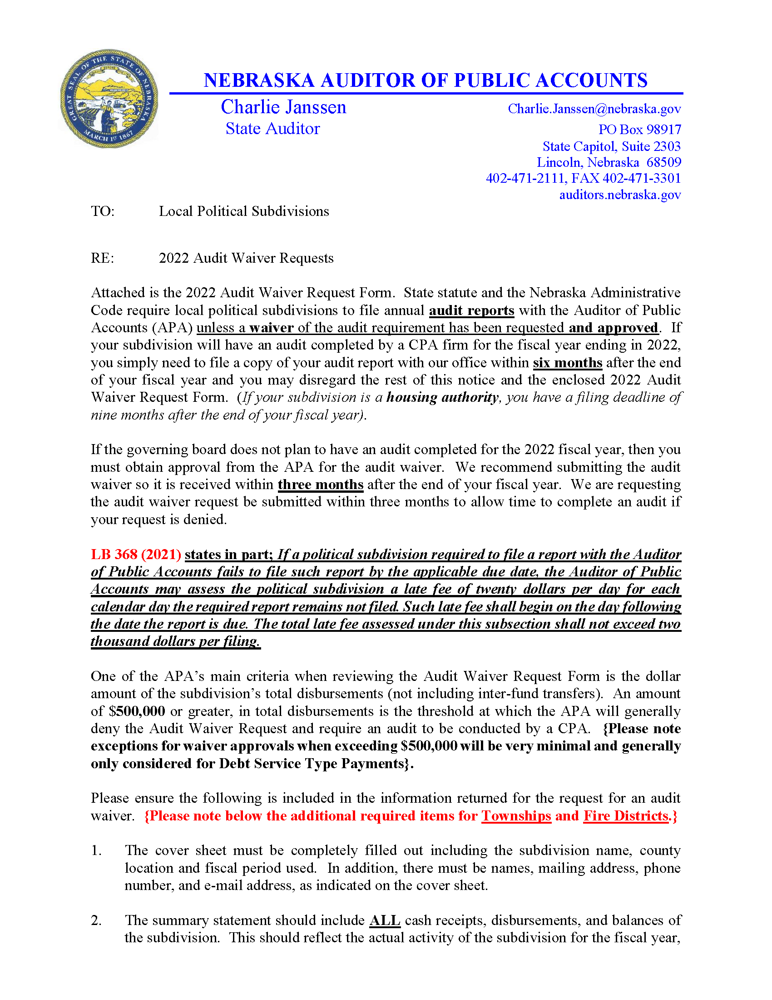 GREAT SEAL OF THE STATE OF NEBRASKA
MARCH 1ST 1867
NEBRASKA AUDITOR OF PUBLIC ACCOUNTS
Charlie Janssen
State Auditor
Charlie.Janssen@nebraska.gov
PO Box 98917
State Capitol, Suite 2303
Lincoln, Nebraska 68509
402-471-2111, FAX 402-471-3301
auditors.nebraska.gov
TO: Local Political Subdivisions
RE: 2022 Audit Waiver Requests
Attached is the 2022 Audit Waiver Request Form. State statute and the Nebraska Administrative
Code require local political subdivisions to file annual audit reports with the Auditor of Public
Accounts (APA) unless a waiver of the audit requirement has been requested and approved. If
your subdivision will have an audit completed by a CPA firm for the fiscal year ending in 2022,
you simply need to file a copy of your audit report with our office within six months after the end
of your fiscal year and you may disregard the rest of this notice and the enclosed 2022 Audit
Waiver Request Form. (If your subdivision is a housing authority, you have a filing deadline of
nine months after the end of your fiscal year).
If the governing board does not plan to have an audit completed for the 2022 fiscal year, then you
must obtain approval from the APA for the audit waiver. We recommend submitting the audit
waiver so it is received within three months after the end of your fiscal year. We are requesting
the audit waiver request be submitted within three months to allow time to complete an audit if
your request is denied.
LB 368 (2021) states in part; If a political subdivision required to file a report with the Auditor
of Public Accounts fails to file such report by the applicable due date, the Auditor of Public
Accounts may assess the political subdivision a late fee of twenty dollars per day for each
calendar day the required report remains not filed. Such late fee shall begin on the day following
the date the report is due. The total late fee assessed under this subsection shall not exceed two
thousand dollars per filing.
One of the APA's main criteria when reviewing the Audit Waiver Request Form is the dollar
amount of the subdivision's total disbursements (not including inter-fund transfers). An amount
of $500,000 or greater, in total disbursements is the threshold at which the APA will generally
deny the Audit Waiver Request and require an audit to be conducted by a CPA. {Please note
exceptions for waiver approvals when exceeding $500,000 will be very minimal and generally
only considered for Debt Service Type Payments}.
Please ensure the following is included in the information returned for the request for an audit
waiver. {Please note below the additional required items for Townships and Fire Districts.}
1. The cover sheet must be completely filled out including the subdivision name, county
location and fiscal period used. In addition, there must be names, mailing address, phone
number, and e-mail address, as indicated on the cover sheet.
2. The summary statement should include ALL cash receipts, disbursements, and balances of
the subdivision. This should reflect the actual activity of the subdivision for the fiscal year,